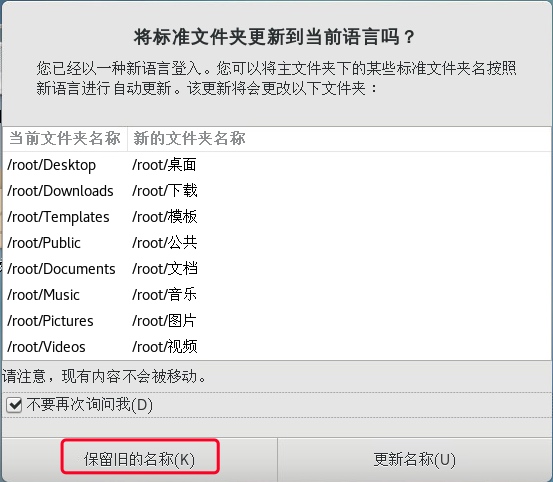 将标准文件夹更新到当前语言吗？
您已经以一种新语言登入。您可以将主文件夹下的某些标准文件夹名按照
新语言进行自动更新。该更新将会更改以下文件夹：
当前文件夹名称 新的文件夹名称
/root/Desktop /root/桌面
/root/Downloads /root/下载
/root/Templates /root/模板
/root/Public /root/公共
/root/Documents /root/文档
/root/Music /root/音乐
/root/Pictures /root/图片
/root/Videos /root/视频
请注意，现有内容不会被移动。
不要再次询问我(D)
保留旧的名称(K) 更新名称(U)